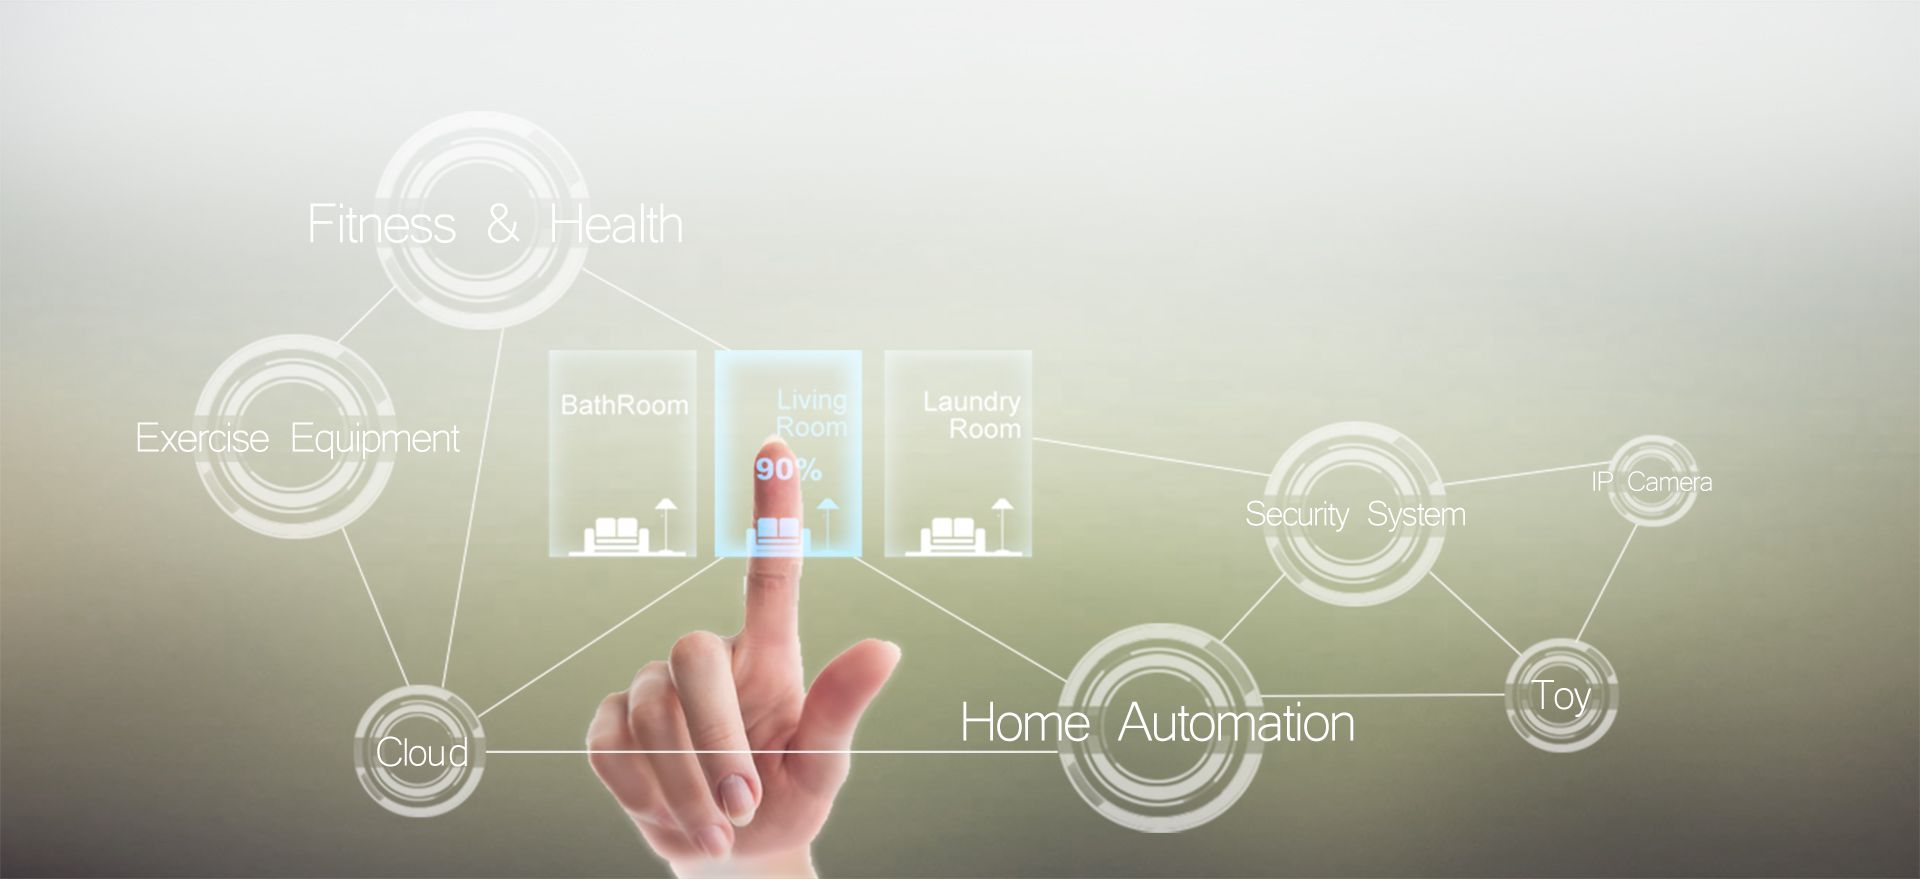 Fitness & Health
BathRoom
Living
Room
90%
Laundry
Room
Exercise Equipment
Security System
IP Camera
Toy
Home Automation
Cloud